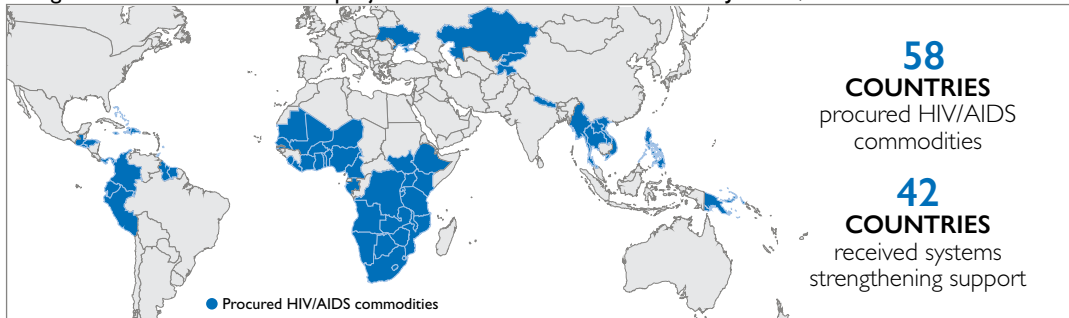 58
COUNTRIES
procured HIV/AIDS
commodities
42
COUNTRIES
received systems
strengthening support
Procured HIV/AIDS commodities